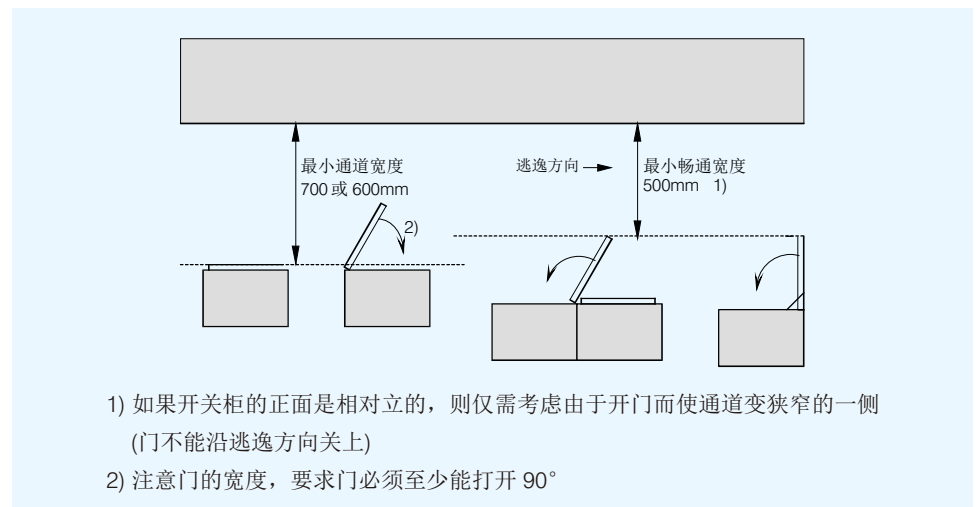 最小通道宽度
700 或 600mm
2)
逃逸方向
最小畅通宽度
500mm 1)
1) 如果开关柜的正面是相对立的，则仅需考虑由于开门而使通道变狭窄的一侧
(门不能沿逃逸方向关上)
2) 注意门的宽度，要求门必须至少能打开 90°